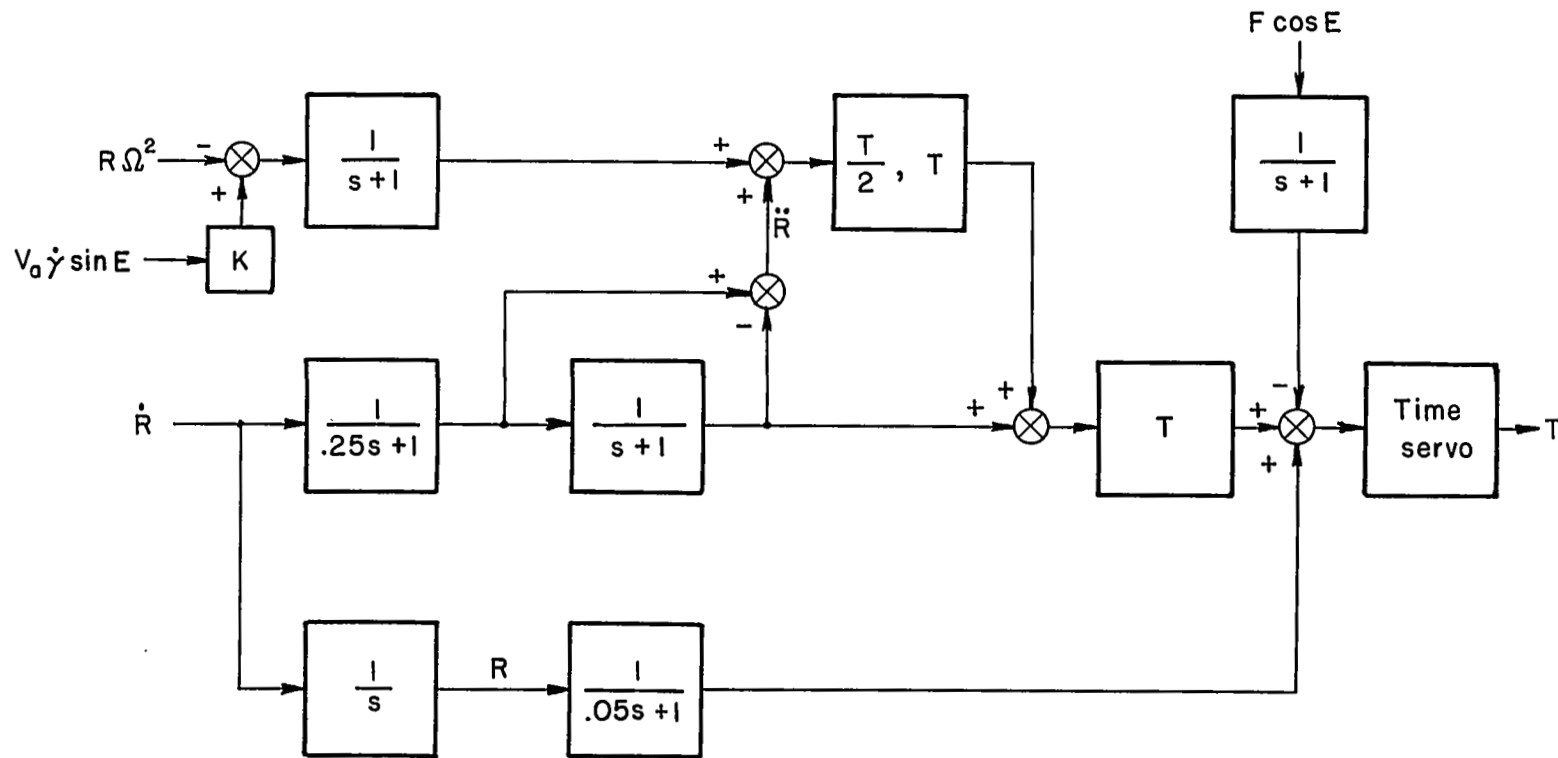 F cos E
R Ω²
−
+
1
s + 1
+
+
T/2 , T
1
s + 1
R̈
V_a γ̇ sin E
K
+
−
Ṙ
1
.25s + 1
1
s + 1
+
+
T
−
+
+
Time
servo
T
1
s
R
1
.05s + 1